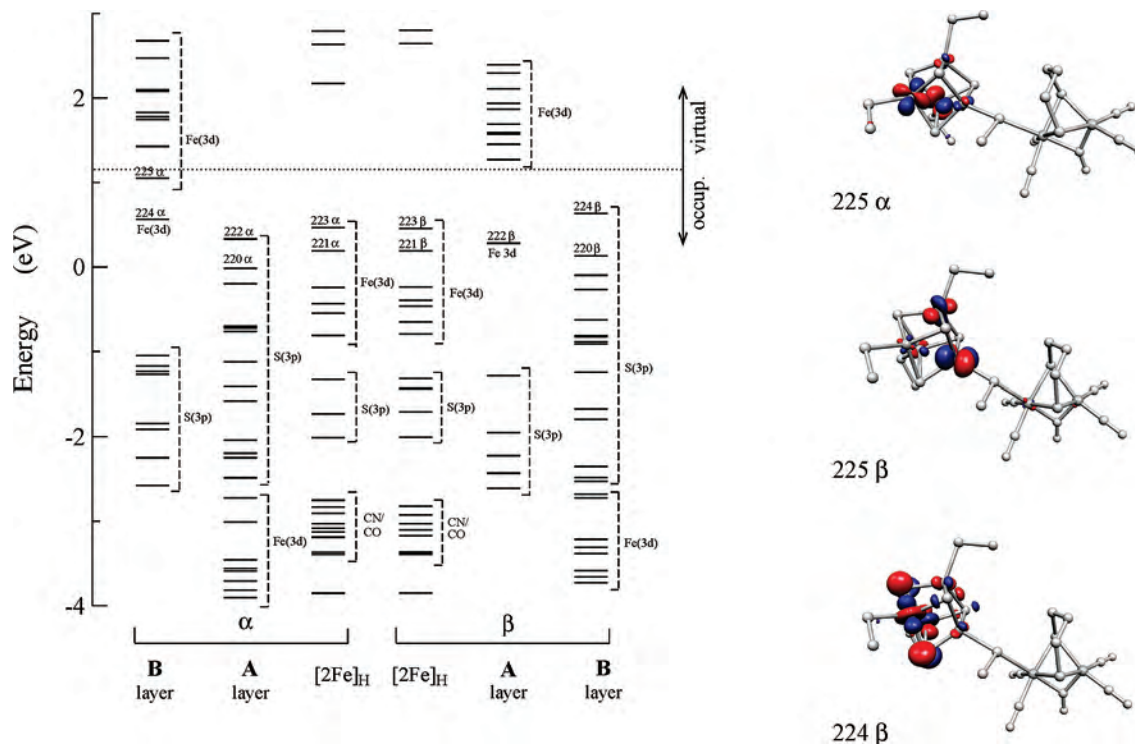 Energy (eV)
2
0
-2
-4
Fe(3d)
225 α
224 α
Fe(3d)
S(3p)
222 α
220 α
S(3p)
Fe(3d)
223 α
221 α
Fe(3d)
S(3p)
CN/
CO
223 β
221 β
Fe(3d)
S(3p)
CN/
CO
Fe(3d)
222 β
Fe 3d
S(3p)
224 β
220 β
S(3p)
Fe(3d)
occup. virtual
α
β
B
layer
A
layer
[2Fe]H
[2Fe]H
A
layer
B
layer
225 α
225 β
224 β